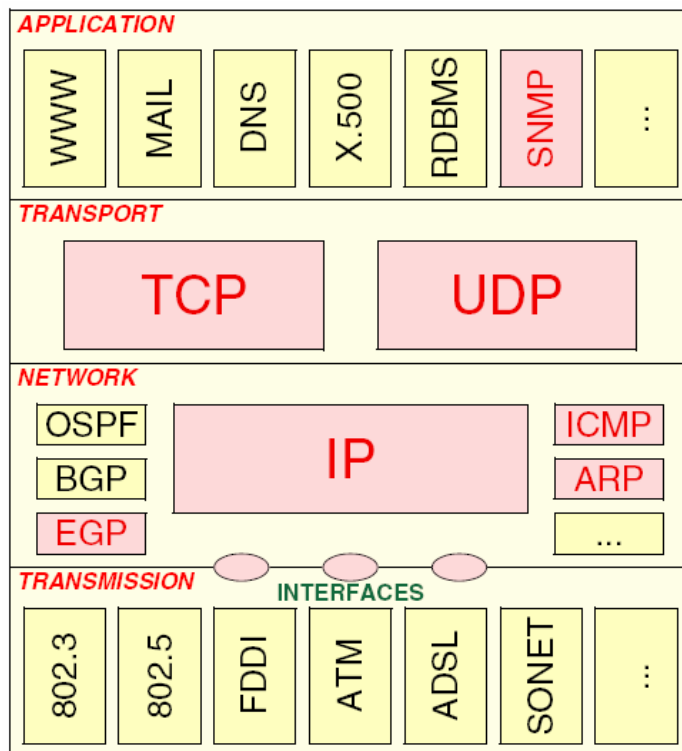 APPLICATION
WWW
MAIL
DNS
X.500
RDBMS
SNMP
...
TRANSPORT
TCP
UDP
NETWORK
OSPF
BGP
EGP
IP
ICMP
ARP
...
TRANSMISSION
INTERFACES
802.3
802.5
FDDI
ATM
ADSL
SONET
...